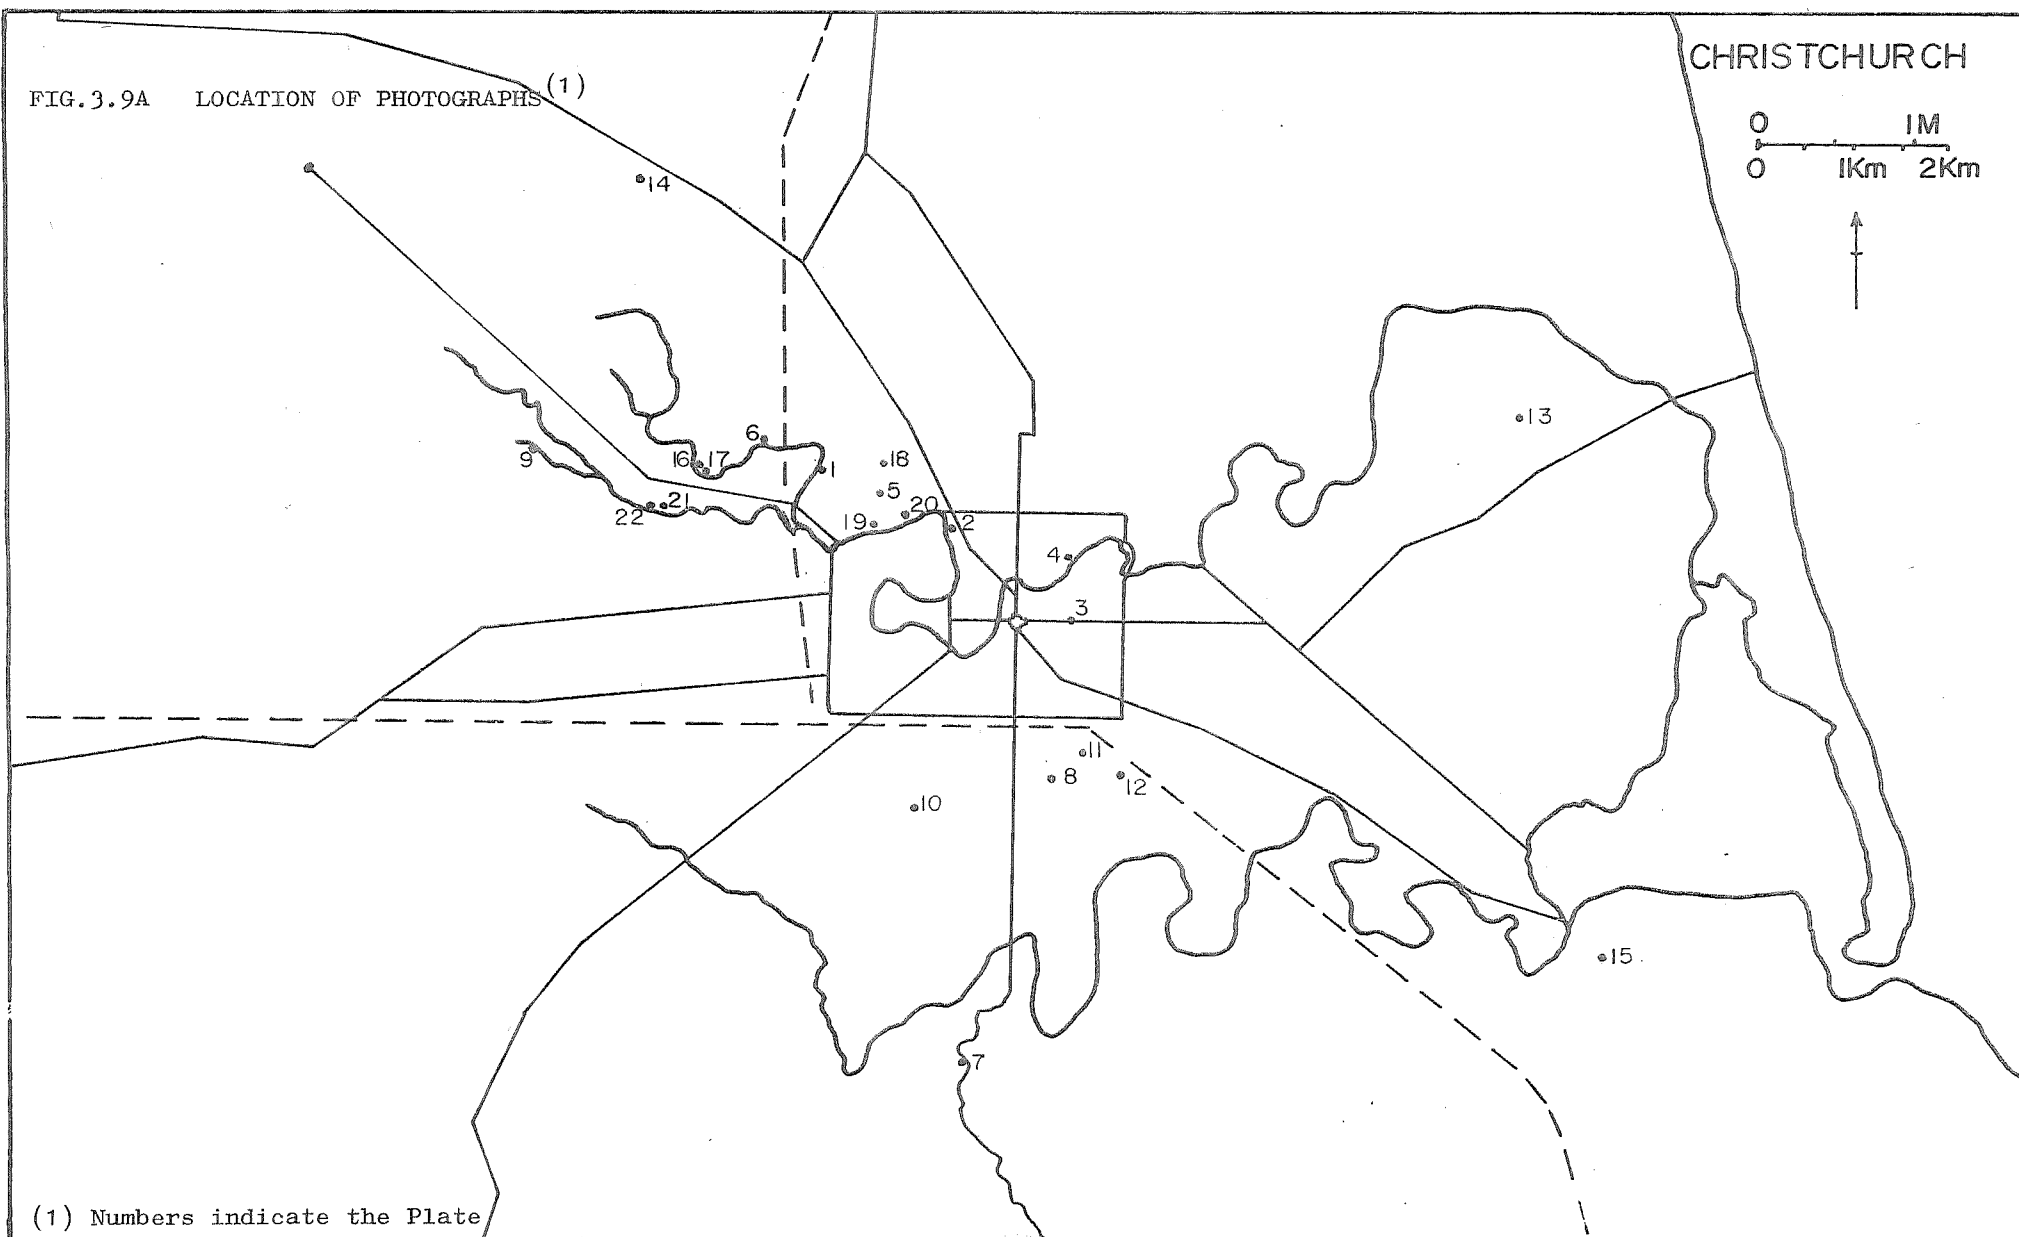 CHRISTCHURCH
FIG.3.9A LOCATION OF PHOTOGRAPHS(1)
0 1M
0 1Km 2Km
14
13
6
16 17
1
18
9
5
22 21
19 20 2
4
3
11
8 12
10
15
7
(1) Numbers indicate the Plate